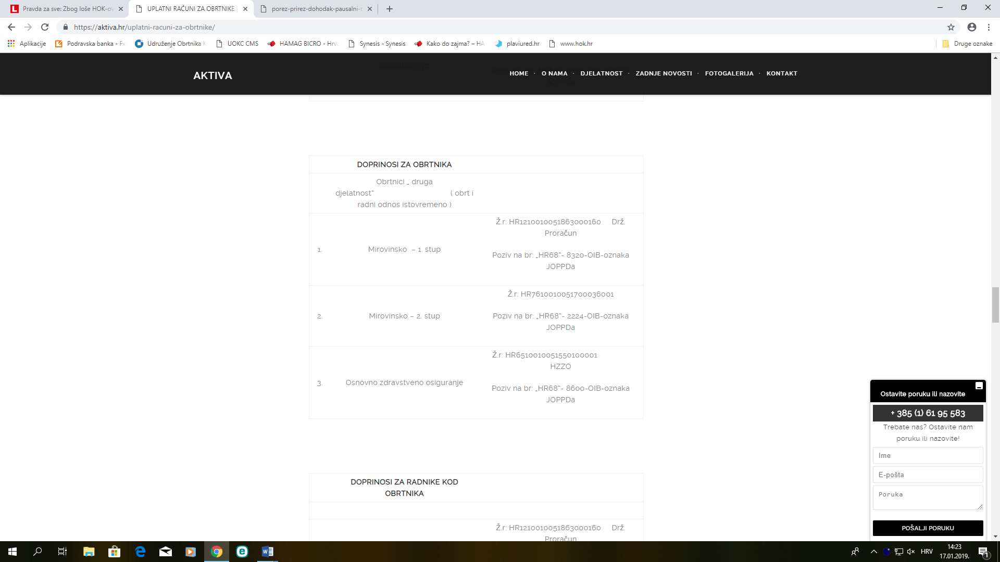 Pravda za sve: Zbog loše HOK-ov
UPLATNI RAČUNI ZA OBRTNIKE |
porez-prirez-dohodak-pausalni-o
https://aktiva.hr/uplatni-racuni-za-obrtnike/
Aplikacije
Podravska banka - Fx
Udruženje Obrtnika K
UOKC CMS
HAMAG BICRO - Hrva
Synesis - Synesis
Kako do zajma? – HA
plaviured.hr
www.hok.hr
Druge oznake
AKTIVA
HOME · O NAMA · DJELATNOST · ZADNJE NOVOSTI · FOTOGALERIJA · KONTAKT
DOPRINOSI ZA OBRTNIKA
Obrtnici „ druga
djelatnost“ ( obrt i
radni odnos istovremeno )
1.
Mirovinsko – 1. stup
Ž.r: HR1210010051863000160 Drž.
Proračun
Poziv na br: „HR68“- 8320-OIB-oznaka
JOPPDa
2.
Mirovinsko – 2. stup
Ž.r: HR7610010051700036001
Poziv na br: „HR68“- 2224-OIB-oznaka
JOPPDa
3.
Osnovno zdravstveno osiguranje
Ž.r: HR6510010051550100001
HZZO
Poziv na br: „HR68“- 8600-OIB-oznaka
JOPPDa
DOPRINOSI ZA RADNIKE KOD
OBRTNIKA
Ž.r: HR1210010051863000160 Drž.
Proračun
Ostavite poruku ili nazovite
+ 385 (1) 61 95 583
Trebate nas? Ostavite nam
poruku ili nazovite!
Ime
E-pošta
Poruka
POŠALJI PORUKU
HRV
14:23
17.01.2019.
1